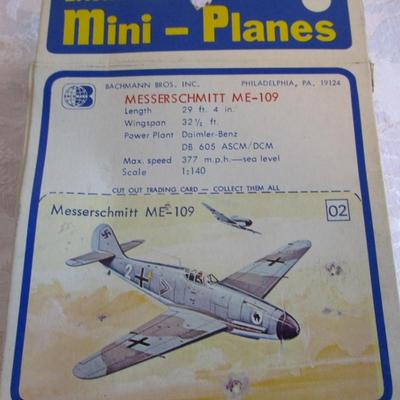 mini - Planes
BACHMANN BROS. INC. PHILADELPHIA, PA. 19124
BACHMANN
MESSERSCHMITT ME-109
Length 29 ft. 4 in.
Wingspan 32½ ft.
Power Plant Daimler-Benz
DB 605 ASCM/DCM
Max. speed 377 m.p.h.—sea level
Scale 1:140
CUT OUT TRADING CARD — COLLECT THEM ALL
Messerschmitt ME-109 02
2